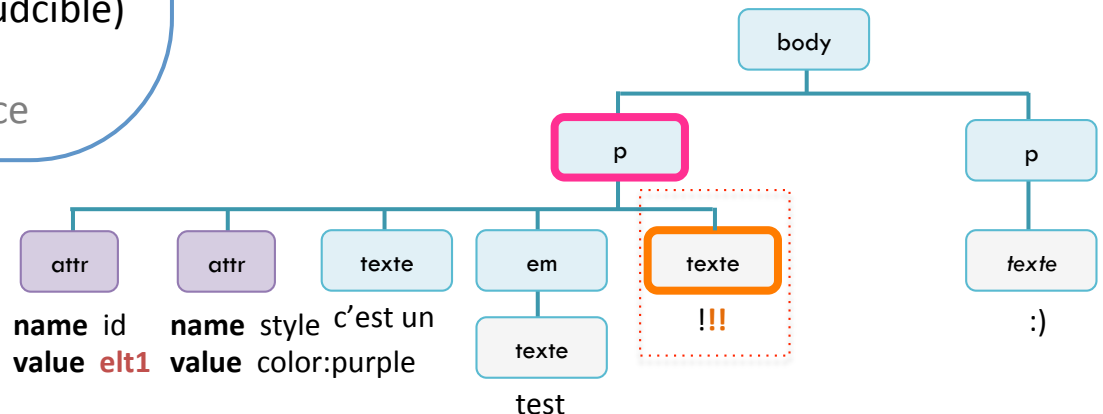 udcible)
ce
body
p
p
attr
attr
texte
em
texte
texte
name id
value elt1
name style
value color:purple
c'est un
texte
test
!!!
:)